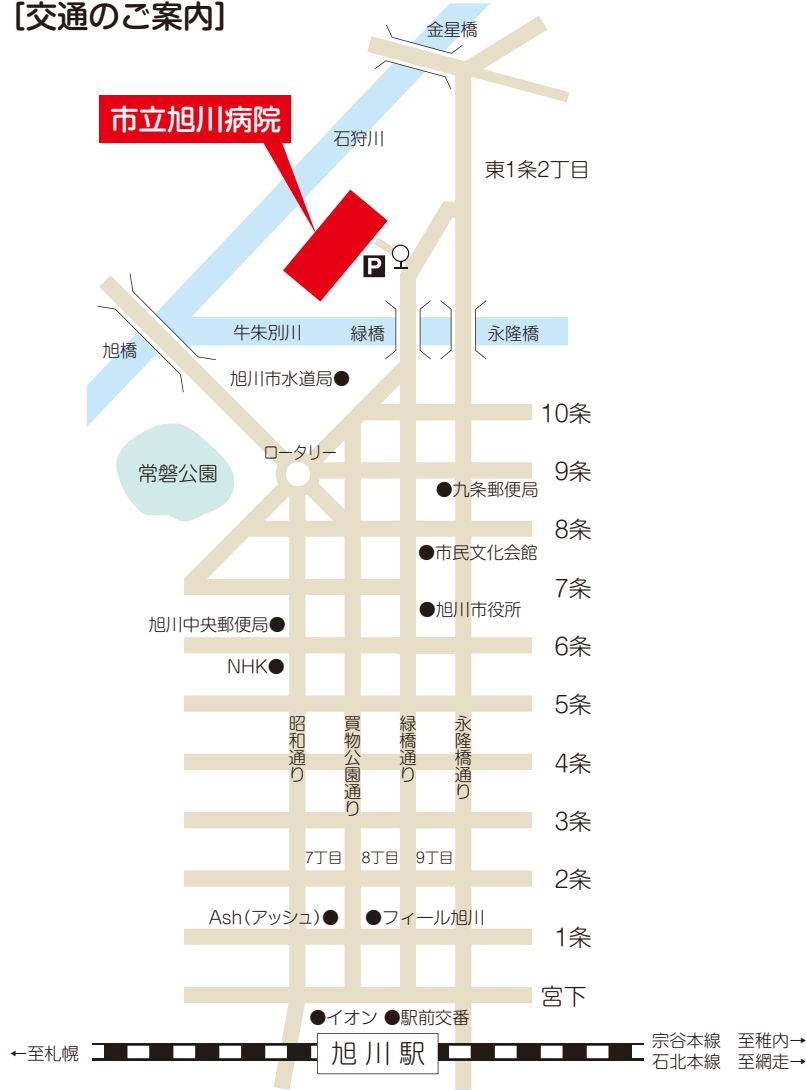 [交通のご案内]
金星橋
市立旭川病院
石狩川
東1条2丁目
P
牛朱別川
緑橋
永隆橋
旭橋
旭川市水道局
10条
ロータリー
9条
常磐公園
九条郵便局
8条
市民文化会館
7条
旭川市役所
旭川中央郵便局
6条
NHK
5条
昭和通り
買物公園通り
緑橋通り
永隆橋通り
4条
3条
7丁目
8丁目
9丁目
2条
Ash(アッシュ)
フィール旭川
1条
宮下
イオン
駅前交番
←至札幌
旭川駅
宗谷本線 至稚内→
石北本線 至網走→